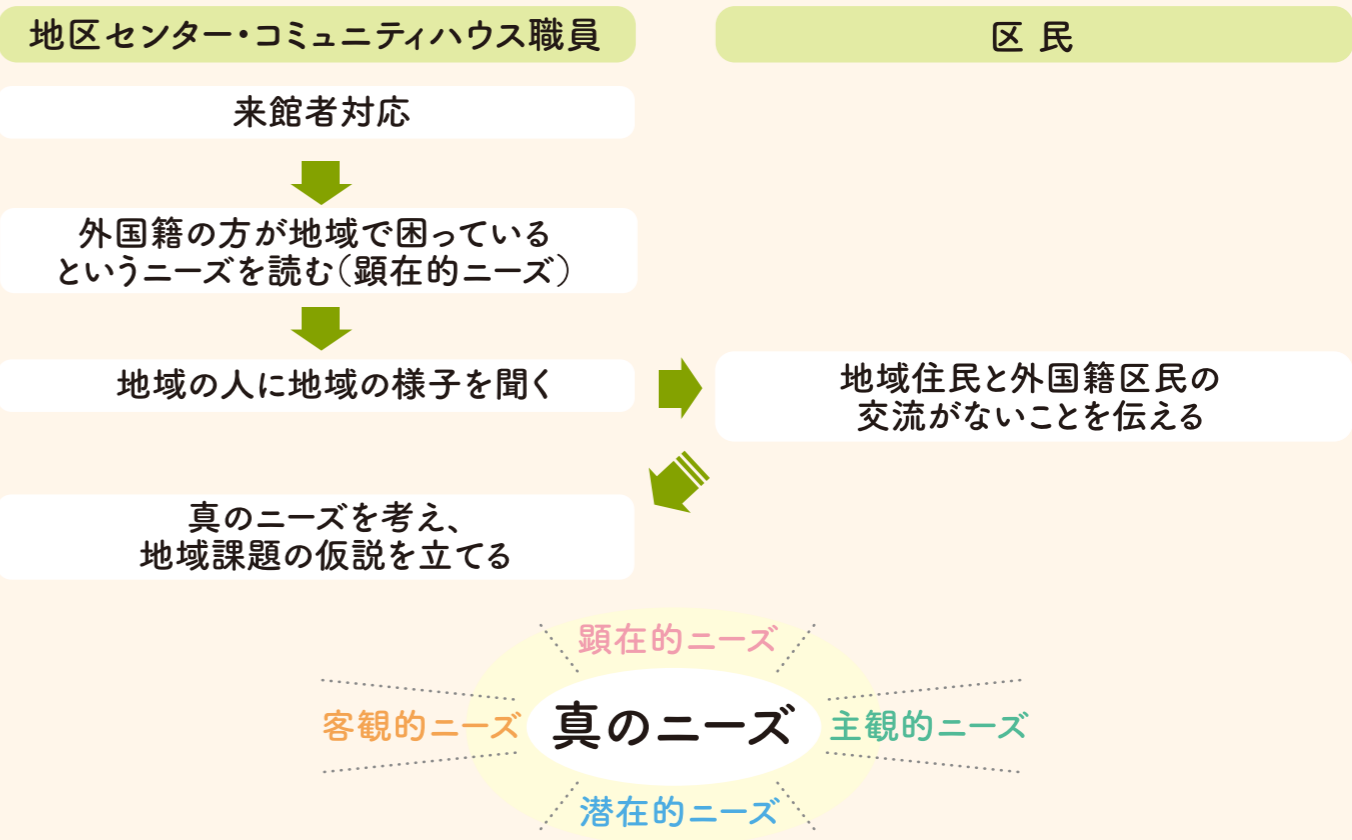 地区センター・コミュニティハウス職員
区 民
来館者対応
外国籍の方が地域で困っている
というニーズを読む（顕在的ニーズ）
地域の人に地域の様子を聞く
地域住民と外国籍区民の
交流がないことを伝える
真のニーズを考え、
地域課題の仮説を立てる
顕在的ニーズ
客観的ニーズ
真のニーズ
主観的ニーズ
潜在的ニーズ